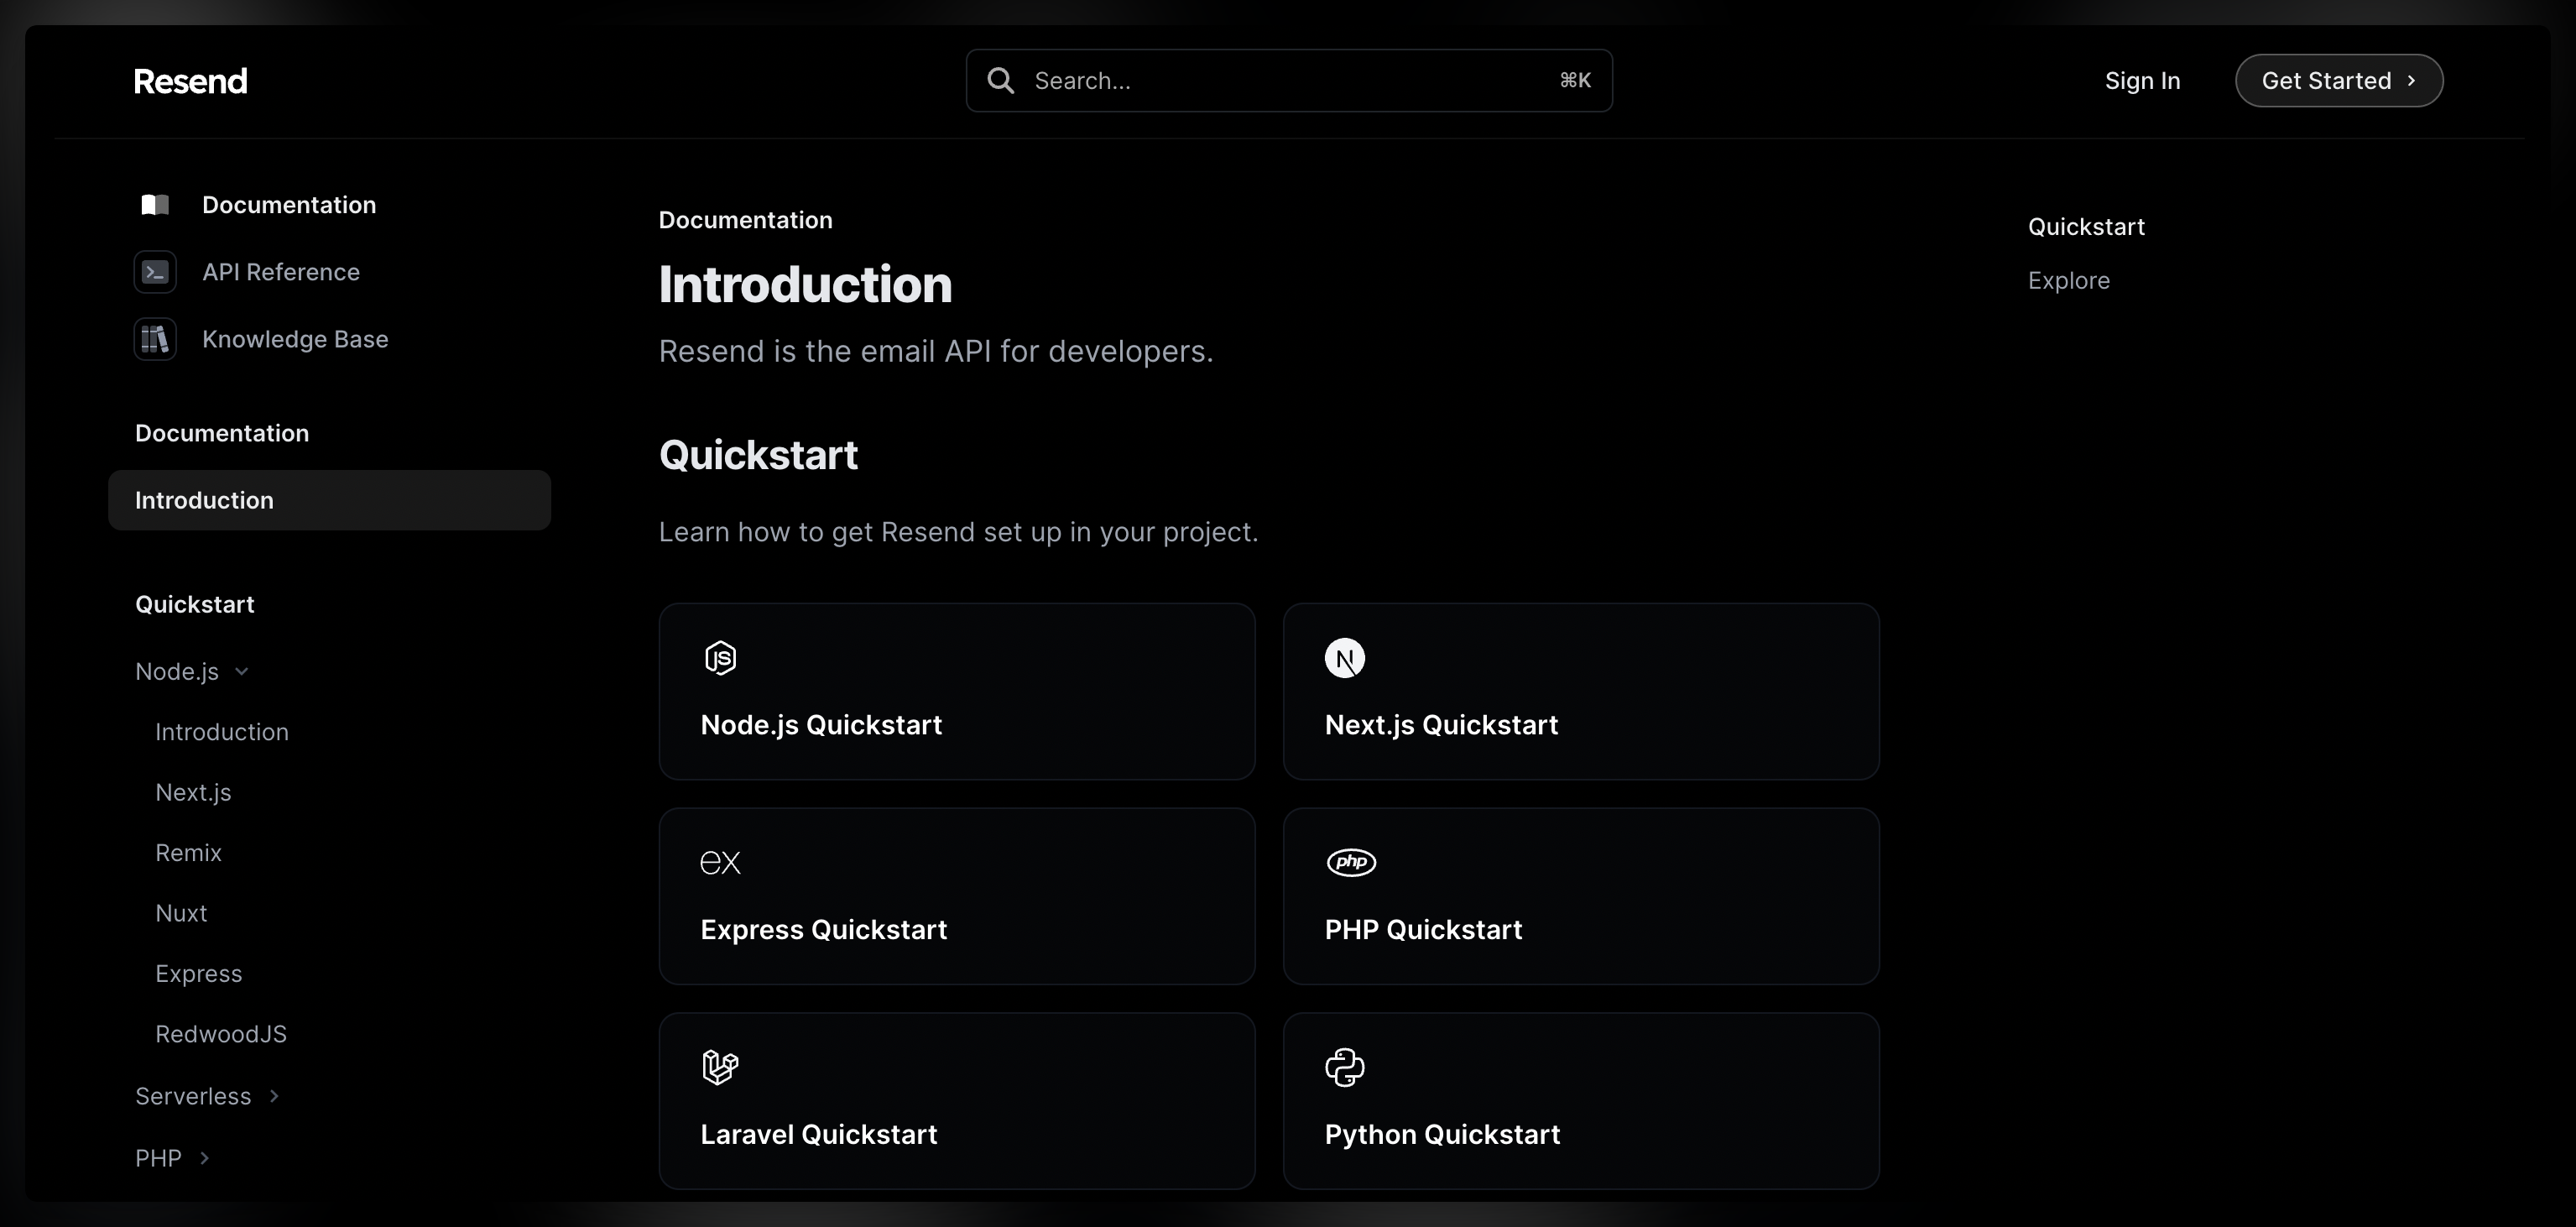 Resend
Search...
⌘K
Sign In
Get Started
Documentation
API Reference
Knowledge Base
Documentation
Introduction
Quickstart
Node.js
Introduction
Next.js
Remix
Nuxt
Express
RedwoodJS
Serverless
PHP
Documentation
Introduction
Resend is the email API for developers.
Quickstart
Learn how to get Resend set up in your project.
JS
Node.js Quickstart
N
Next.js Quickstart
ex
Express Quickstart
php
PHP Quickstart
Laravel Quickstart
Python Quickstart
Quickstart
Explore